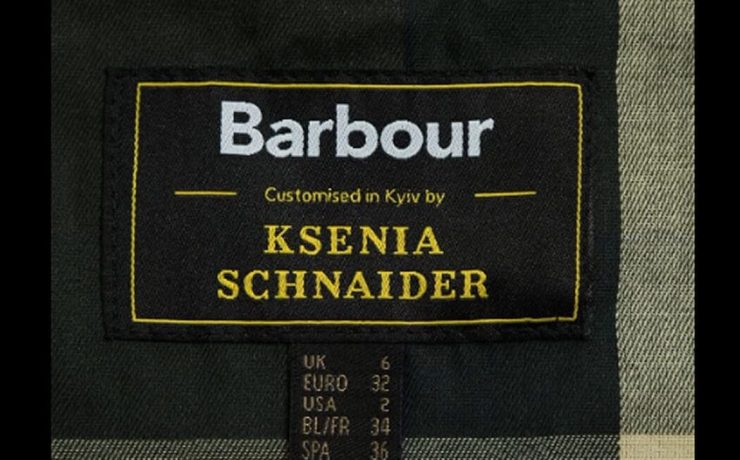 Barbour
Customised in Kyiv by
KSENIA
SCHNAIDER
UK 6
EURO 32
USA 2
BL/FR 34
SPA 36